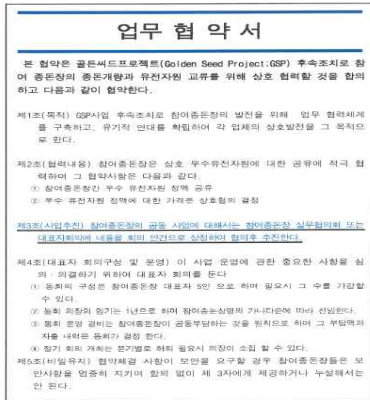 업무 협약서
본 협약은 골든씨드프로젝트(Golden Seed Project:GSP) 후속조치로 참
여 종돈장의 종돈개량과 유전자원 교류를 위해 상호 협력할 것을 합의
하고 다음과 같이 협약한다.
제1조(목적) GSP사업 후속조치로 참여종돈장의 발전을 위해 업무 협력체계
를 구축하고, 유기적 연대를 확립하여 각 업체의 상호발전을 그 목적으
로 한다.
제2조(협력내용) 참여종돈장은 상호 우수유전자원에 대한 공유에 적극 협
력하며 그 협약사항은 다음과 같다.
① 참여종돈장간 우수 유전자원 정액 공유
② 우수 유전자원 정액에 대한 가격은 상호협의 결정
제3조(사업추진) 참여종돈장의 공동 사업에 대해서는 참여종돈장 실무협의회 또는
대표자회의에 내용을 회의 안건으로 상정하여 협의후 추진한다.
제4조(대표자 회의구성 및 운영) 이 사업 운영에 관한 중요한 사항을 심
의·의결하기 위하여 대표자 회의를 둔다
① 동회의 구성은 참여종돈장 대표자 5인 으로 하며 필요시 그 수를 가감할
수 있다.
② 동회 의장의 임기는 1년으로 하며 참여종돈장명의 가나다순에 따라 선임한다.
③ 동회 운영 경비는 참여종돈장이 공동부담하는 것을 원칙으로 하며 그 부담액과
지출 내역은 동회가 결정 한다.
④ 정기 회의 개최는 분기별로 하되 필요시 의장이 소집 할 수 있다.
제5조(비밀유지) 협약체결 사항이 보안을 요구할 경우 참여종돈장들은 보
안사항을 엄중히 지키며 합의 없이 제 3자에게 제공하거나 누설해서는
안 된다.